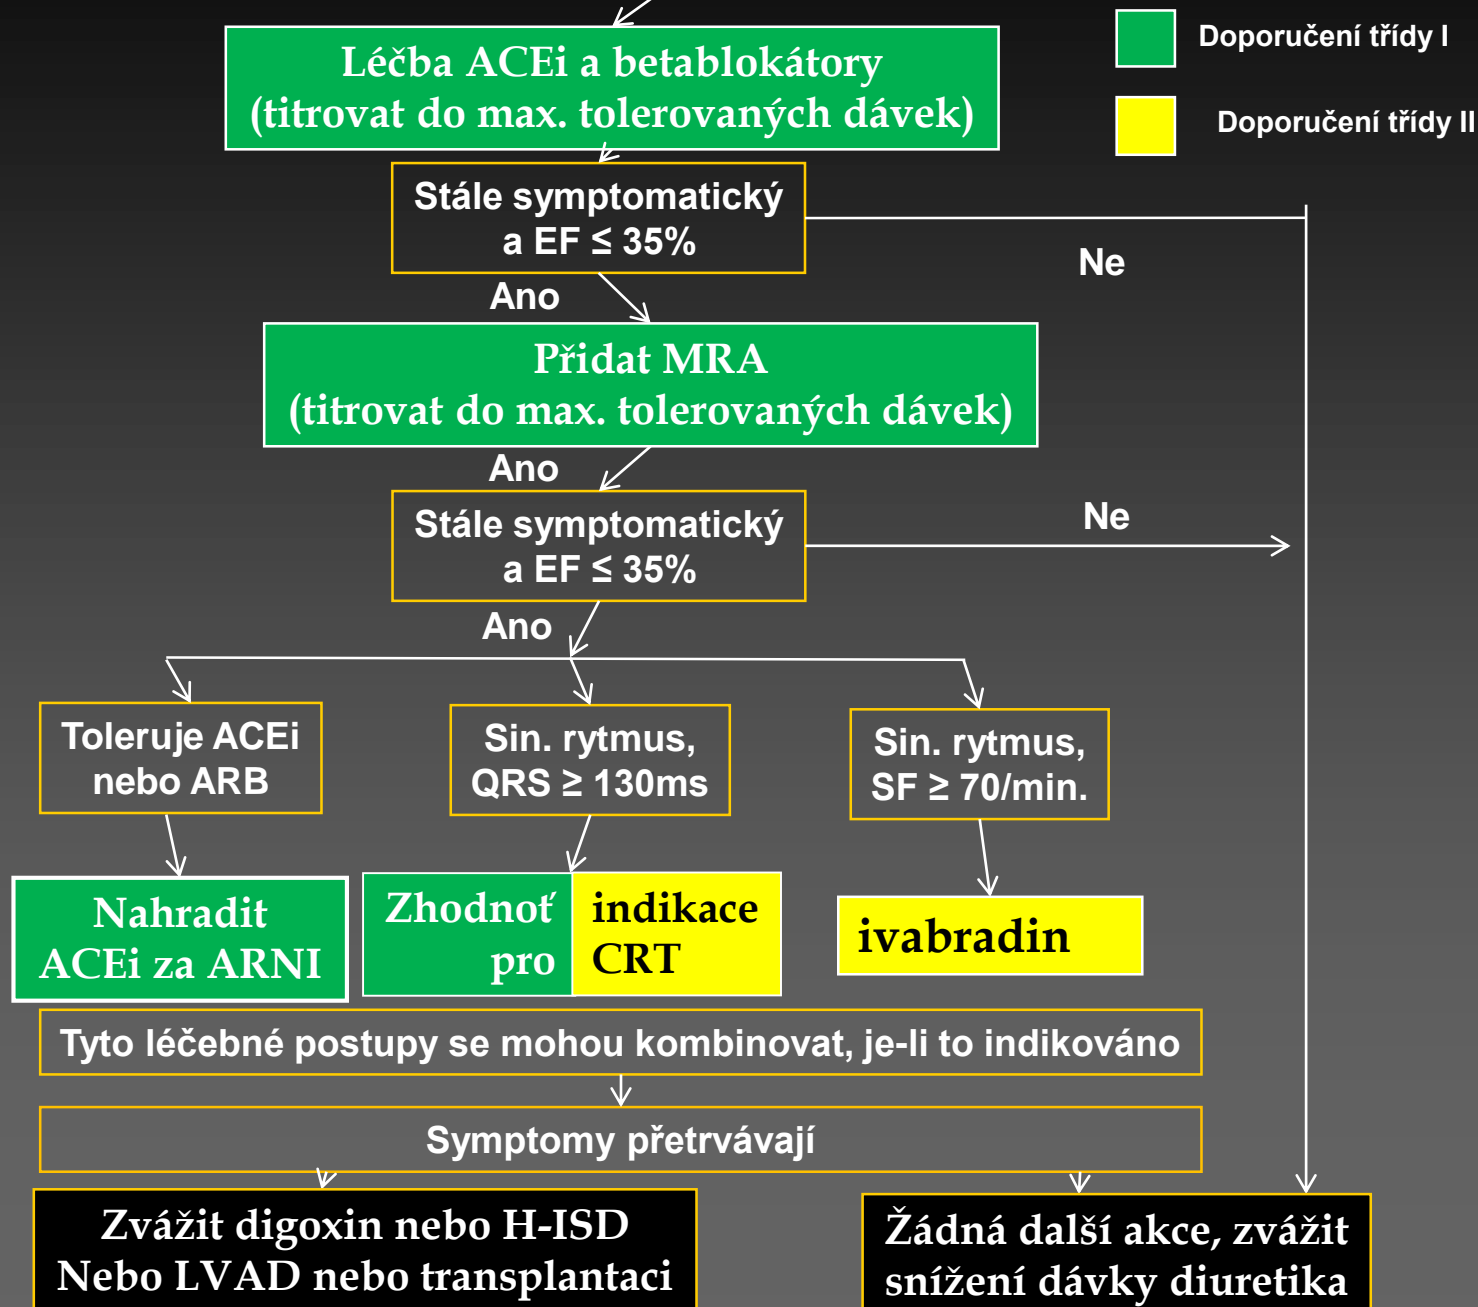 Doporučení třídy I
Doporučení třídy II
Léčba ACEi a betablokátory
(titrovat do max. tolerovaných dávek)
Stále symptomatický
a EF ≤ 35%
Ne
Ano
Přidat MRA
(titrovat do max. tolerovaných dávek)
Ano
Stále symptomatický
a EF ≤ 35%
Ne
Ano
Toleruje ACEi
nebo ARB
Sin. rytmus,
QRS ≥ 130ms
Sin. rytmus,
SF ≥ 70/min.
Nahradit
ACEi za ARNI
Zhodnoť indikace
pro CRT
ivabradin
Tyto léčebné postupy se mohou kombinovat, je-li to indikováno
Symptomy přetrvávají
Zvážit digoxin nebo H-ISD
Nebo LVAD nebo transplantaci
Žádná další akce, zvážit
snížení dávky diuretika